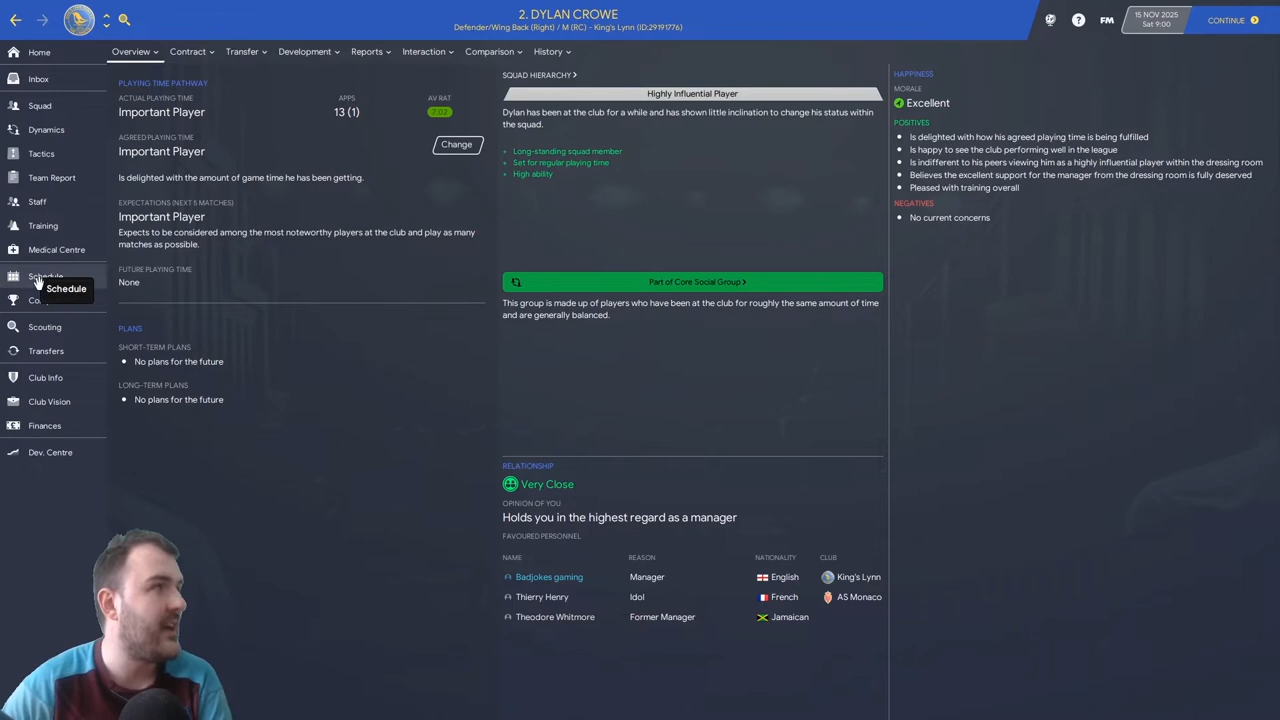 2. DYLAN CROWE
Defender/Wing Back (Right) / M (RC) - King's Lynn (ID:29191776)
FM
15 NOV 2025
Sat 9:00
CONTINUE
Home
Inbox
Squad
Dynamics
Tactics
Team Report
Staff
Training
Medical Centre
Schedule
Schedule
Scouting
Transfers
Club Info
Club Vision
Finances
Dev. Centre
Overview
Contract
Transfer
Development
Reports
Interaction
Comparison
History
PLAYING TIME PATHWAY
ACTUAL PLAYING TIME APPS AV RAT
Important Player 13 (1) 7.02
AGREED PLAYING TIME
Important Player
Change
Is delighted with the amount of game time he has been getting.
EXPECTATIONS (NEXT 5 MATCHES)
Important Player
Expects to be considered among the most noteworthy players at the club and play as many
matches as possible.
FUTURE PLAYING TIME
None
PLANS
SHORT-TERM PLANS
No plans for the future
LONG-TERM PLANS
No plans for the future
SQUAD HIERARCHY
Highly Influential Player
Dylan has been at the club for a while and has shown little inclination to change his status within
the squad.
+ Long-standing squad member
+ Set for regular playing time
+ High ability
Part of Core Social Group
This group is made up of players who have been at the club for roughly the same amount of time
and are generally balanced.
RELATIONSHIP
Very Close
OPINION OF YOU
Holds you in the highest regard as a manager
FAVOURED PERSONNEL
NAME REASON NATIONALITY CLUB
Badjokes gaming Manager English King's Lynn
Thierry Henry Idol French AS Monaco
Theodore Whitmore Former Manager Jamaican
HAPPINESS
MORALE
Excellent
POSITIVES
Is delighted with how his agreed playing time is being fulfilled
Is happy to see the club performing well in the league
Is indifferent to his peers viewing him as a highly influential player within the dressing room
Believes the excellent support for the manager from the dressing room is fully deserved
Pleased with training overall
NEGATIVES
No current concerns